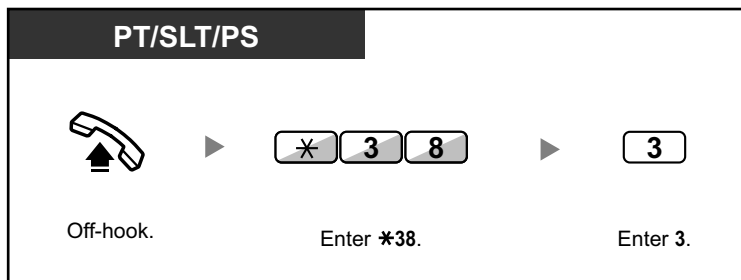 PT/SLT/PS
* 3 8 3
Off-hook. Enter *38. Enter 3.